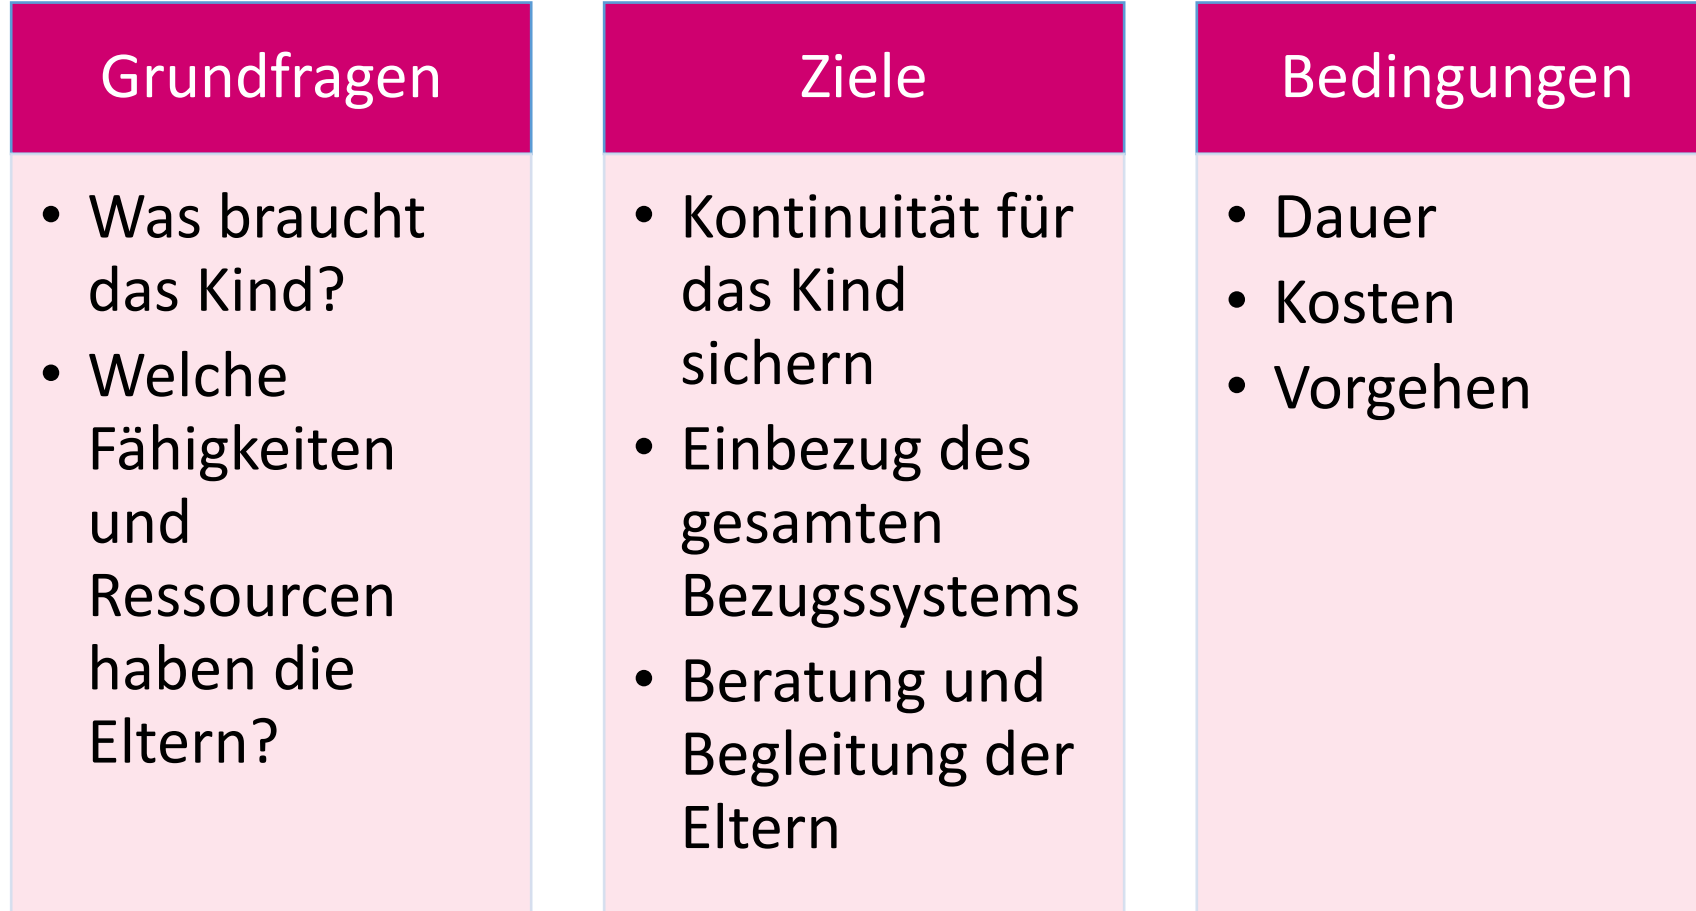 Grundfragen
• Was braucht
das Kind?
• Welche
Fähigkeiten
und
Ressourcen
haben die
Eltern?
Ziele
• Kontinuität für
das Kind
sichern
• Einbezug des
gesamten
Bezugssystems
• Beratung und
Begleitung der
Eltern
Bedingungen
• Dauer
• Kosten
• Vorgehen